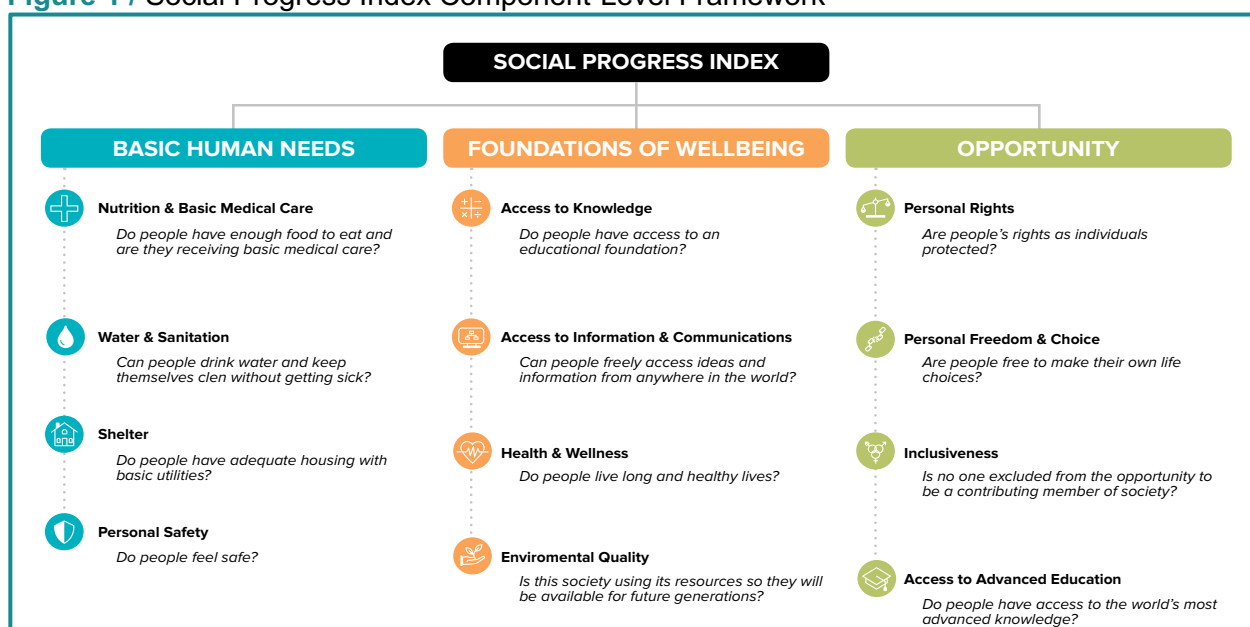 Figure 1 / Social Progress Index Component-Level Framework
SOCIAL PROGRESS INDEX
BASIC HUMAN NEEDS
Nutrition & Basic Medical Care
Do people have enough food to eat and
are they receiving basic medical care?
Water & Sanitation
Can people drink water and keep
themselves clen without getting sick?
Shelter
Do people have adequate housing with
basic utilities?
Personal Safety
Do people feel safe?
FOUNDATIONS OF WELLBEING
Access to Knowledge
Do people have access to an
educational foundation?
Access to Information & Communications
Can people freely access ideas and
information from anywhere in the world?
Health & Wellness
Do people live long and healthy lives?
Enviromental Quality
Is this society using its resources so they will
be available for future generations?
OPPORTUNITY
Personal Rights
Are people’s rights as individuals
protected?
Personal Freedom & Choice
Are people free to make their own life
choices?
Inclusiveness
Is no one excluded from the opportunity to
be a contributing member of society?
Access to Advanced Education
Do people have access to the world’s most
advanced knowledge?